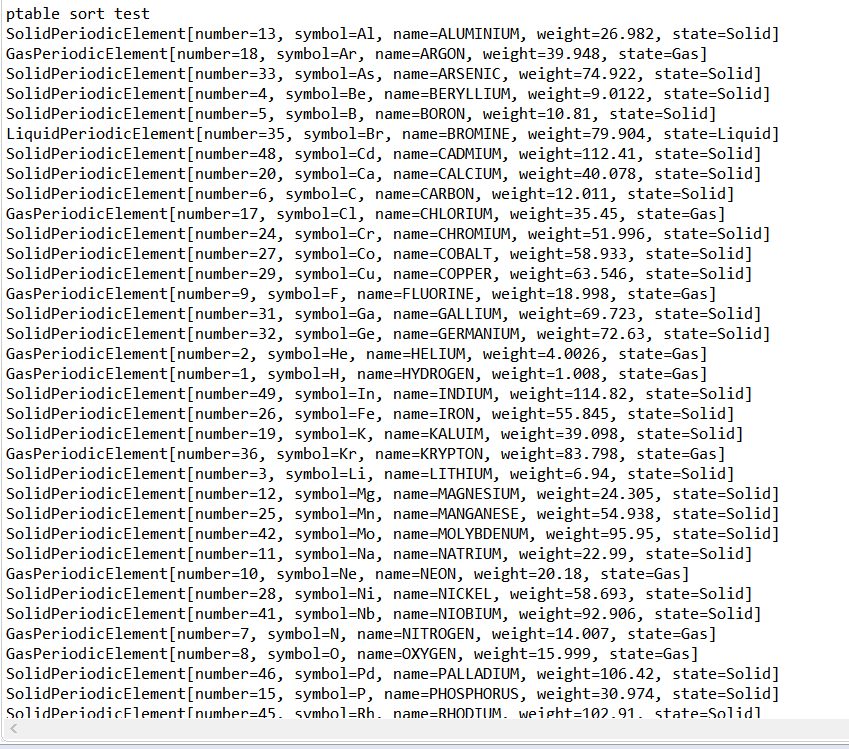 ptable sort test
SolidPeriodicElement[number=13, symbol=Al, name=ALUMINIUM, weight=26.982, state=Solid]
GasPeriodicElement[number=18, symbol=Ar, name=ARGON, weight=39.948, state=Gas]
SolidPeriodicElement[number=33, symbol=As, name=ARSENIC, weight=74.922, state=Solid]
SolidPeriodicElement[number=4, symbol=Be, name=BERYLLIUM, weight=9.0122, state=Solid]
SolidPeriodicElement[number=5, symbol=B, name=BORON, weight=10.81, state=Solid]
LiquidPeriodicElement[number=35, symbol=Br, name=BROMINE, weight=79.904, state=Liquid]
SolidPeriodicElement[number=48, symbol=Cd, name=CADMIUM, weight=112.41, state=Solid]
SolidPeriodicElement[number=20, symbol=Ca, name=CALCIUM, weight=40.078, state=Solid]
SolidPeriodicElement[number=6, symbol=C, name=CARBON, weight=12.011, state=Solid]
GasPeriodicElement[number=17, symbol=Cl, name=CHLORIUM, weight=35.45, state=Gas]
SolidPeriodicElement[number=24, symbol=Cr, name=CHROMIUM, weight=51.996, state=Solid]
SolidPeriodicElement[number=27, symbol=Co, name=COBALT, weight=58.933, state=Solid]
SolidPeriodicElement[number=29, symbol=Cu, name=COPPER, weight=63.546, state=Solid]
GasPeriodicElement[number=9, symbol=F, name=FLUORINE, weight=18.998, state=Gas]
SolidPeriodicElement[number=31, symbol=Ga, name=GALLIUM, weight=69.723, state=Solid]
SolidPeriodicElement[number=32, symbol=Ge, name=GERMANIUM, weight=72.63, state=Solid]
GasPeriodicElement[number=2, symbol=He, name=HELIUM, weight=4.0026, state=Gas]
GasPeriodicElement[number=1, symbol=H, name=HYDROGEN, weight=1.008, state=Gas]
SolidPeriodicElement[number=49, symbol=In, name=INDIUM, weight=114.82, state=Solid]
SolidPeriodicElement[number=26, symbol=Fe, name=IRON, weight=55.845, state=Solid]
SolidPeriodicElement[number=19, symbol=K, name=KALUIM, weight=39.098, state=Solid]
GasPeriodicElement[number=36, symbol=Kr, name=KRYPTON, weight=83.798, state=Gas]
SolidPeriodicElement[number=3, symbol=Li, name=LITHIUM, weight=6.94, state=Solid]
SolidPeriodicElement[number=12, symbol=Mg, name=MAGNESIUM, weight=24.305, state=Solid]
SolidPeriodicElement[number=25, symbol=Mn, name=MANGANESE, weight=54.938, state=Solid]
SolidPeriodicElement[number=42, symbol=Mo, name=MOLYBDENUM, weight=95.95, state=Solid]
SolidPeriodicElement[number=11, symbol=Na, name=NATRIUM, weight=22.99, state=Solid]
GasPeriodicElement[number=10, symbol=Ne, name=NEON, weight=20.18, state=Gas]
SolidPeriodicElement[number=28, symbol=Ni, name=NICKEL, weight=58.693, state=Solid]
SolidPeriodicElement[number=41, symbol=Nb, name=NIOBIUM, weight=92.906, state=Solid]
GasPeriodicElement[number=7, symbol=N, name=NITROGEN, weight=14.007, state=Gas]
GasPeriodicElement[number=8, symbol=O, name=OXYGEN, weight=15.999, state=Gas]
SolidPeriodicElement[number=46, symbol=Pd, name=PALLADIUM, weight=106.42, state=Solid]
SolidPeriodicElement[number=15, symbol=P, name=PHOSPHORUS, weight=30.974, state=Solid]
SolidPeriodicElement[number=45, symbol=Rh, name=RHODIUM, weight=102.91, state=Solid]